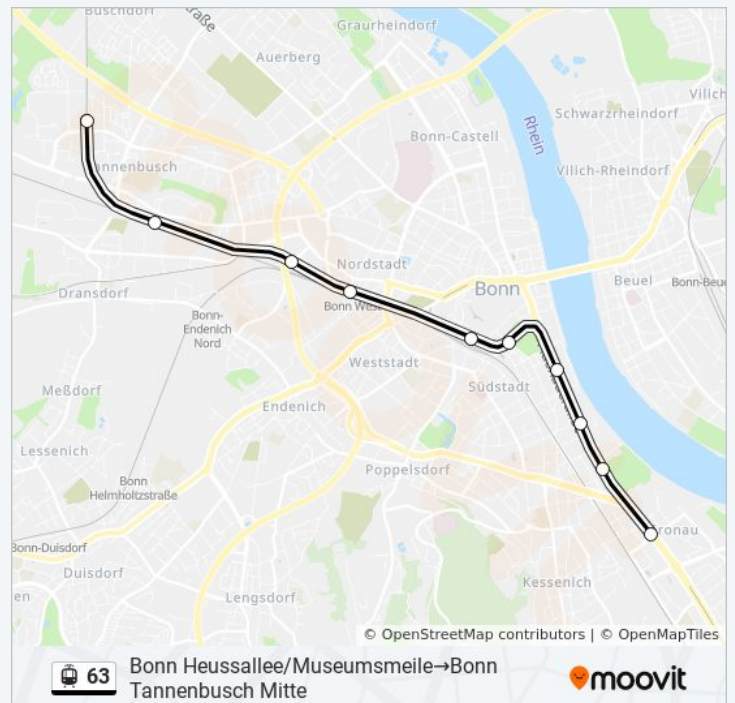 Buschdorf
Graurheindorf
Auerberg
Vilich
Schwarzrheindorf
Bonn-Castell
Rhein
Tannenbusch
Vilich-Rheindorf
Nordstadt
Beuel
Bonn-Beuel
Bonn
Dransdorf
Bonn West
Bonn-
Endenich
Nord
Weststadt
Südstadt
Meßdorf
Endenich
Lessenich
Poppelsdorf
Bonn
Helmholtzstraße
ronau
Bonn-Duisdorf
Duisdorf
Kessenich
en
Lengsdorf
© OpenStreetMap contributors | © OpenMapTiles
63
Bonn Heussallee/Museumsmeile→Bonn
Tannenbusch Mitte
moovit